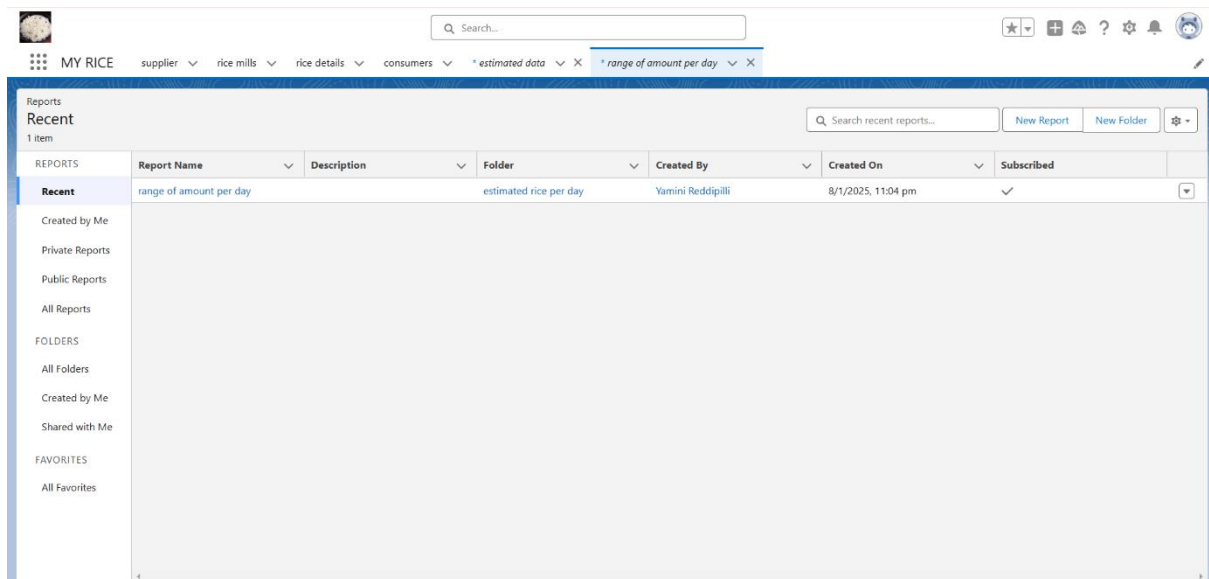 Search...
MY RICE supplier rice mills rice details consumers * estimated data * range of amount per day
Reports
Recent
1 item
Search recent reports...
New Report New Folder
REPORTS
Recent
Created by Me
Private Reports
Public Reports
All Reports
FOLDERS
All Folders
Created by Me
Shared with Me
FAVORITES
All Favorites
Report Name Description Folder Created By Created On Subscribed
range of amount per day estimated rice per day Yamini Reddipilli 8/1/2025, 11:04 pm